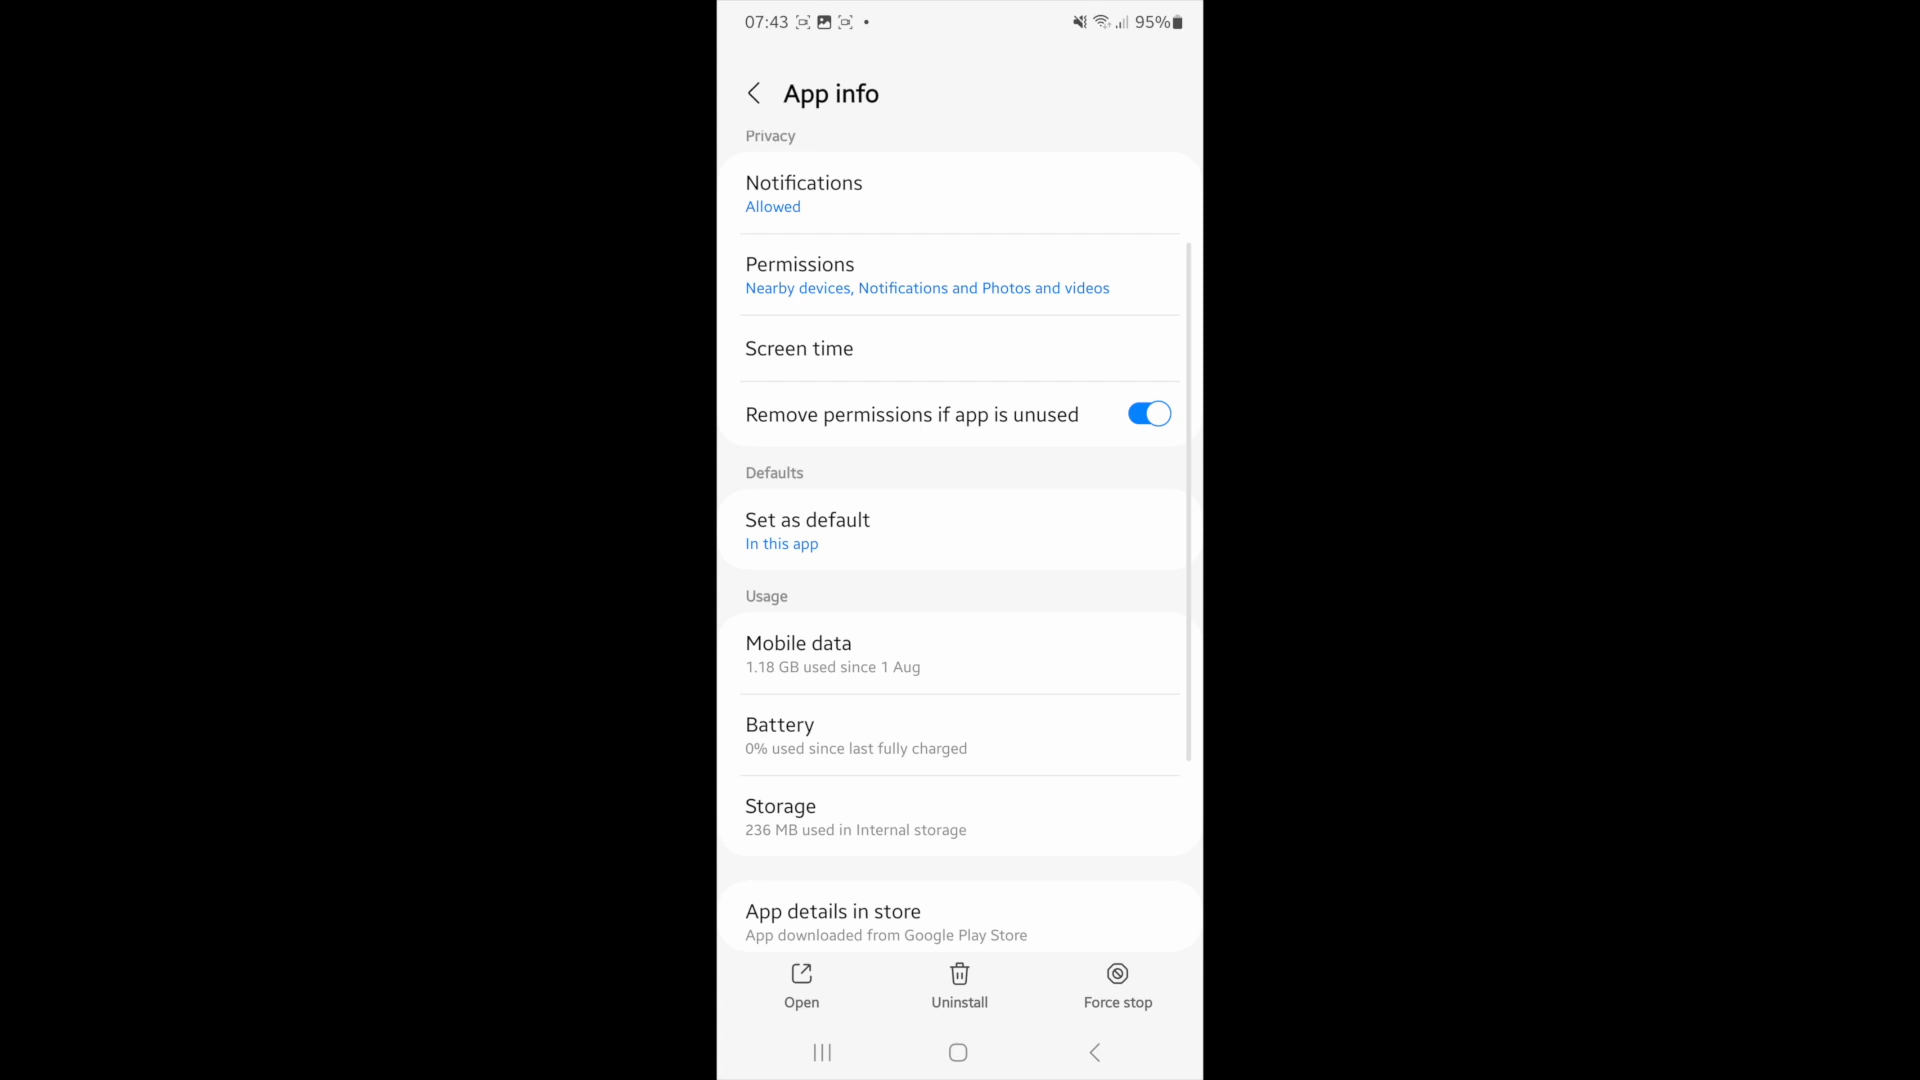 07:43
95%
App info
Privacy
Notifications
Allowed
Permissions
Nearby devices, Notifications and Photos and videos
Screen time
Remove permissions if app is unused
Defaults
Set as default
In this app
Usage
Mobile data
1.18 GB used since 1 Aug
Battery
0% used since last fully charged
Storage
236 MB used in Internal storage
App details in store
App downloaded from Google Play Store
Open
Uninstall
Force stop